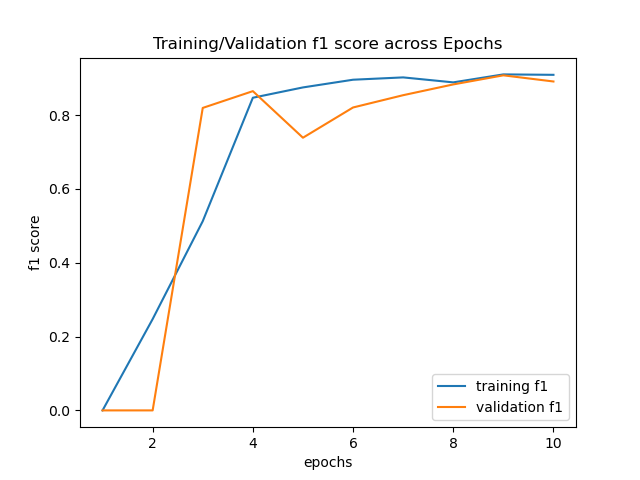 Training/Validation f1 score across Epochs
f1 score
0.8
0.6
0.4
0.2
0.0
training f1
validation f1
2 4 6 8 10
epochs